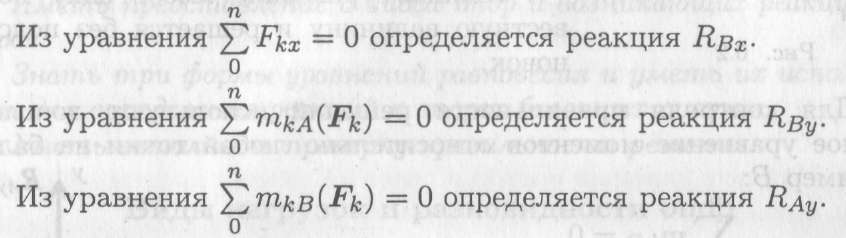 Из уравнения $\sum_{0}^{n} F_{kx} = 0$ определяется реакция $R_{Bx}$.
Из уравнения $\sum_{0}^{n} m_{kA}(\boldsymbol{F}_k) = 0$ определяется реакция $R_{By}$.
Из уравнения $\sum_{0}^{n} m_{kB}(\boldsymbol{F}_k) = 0$ определяется реакция $R_{Ay}$.